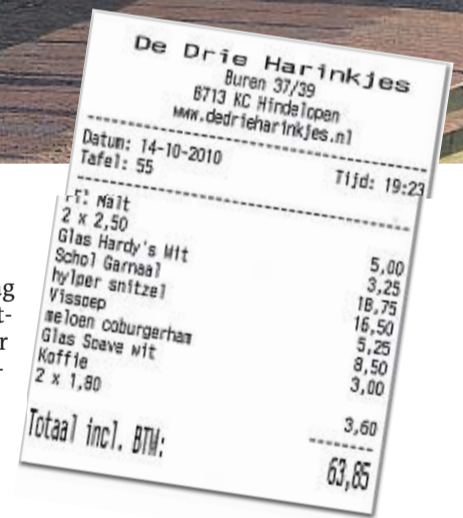 De Drie Harinkjes
Buren 37/39
8713 KC Hindelopen
www.dedrieharinkjes.nl
Datum: 14-10-2010 Tijd: 19:23
Tafel: 55
Fl. Malt
2 x 2,50 5,00
Glas Hardy's Wit 3,25
Schol Garnaal 18,75
hylper snitzel 16,50
Vissoep 5,25
meloen coburgerham 8,50
Glas Soave wit 3,00
Koffie
2 x 1,80 3,60
Totaal incl. BTW: 63,85